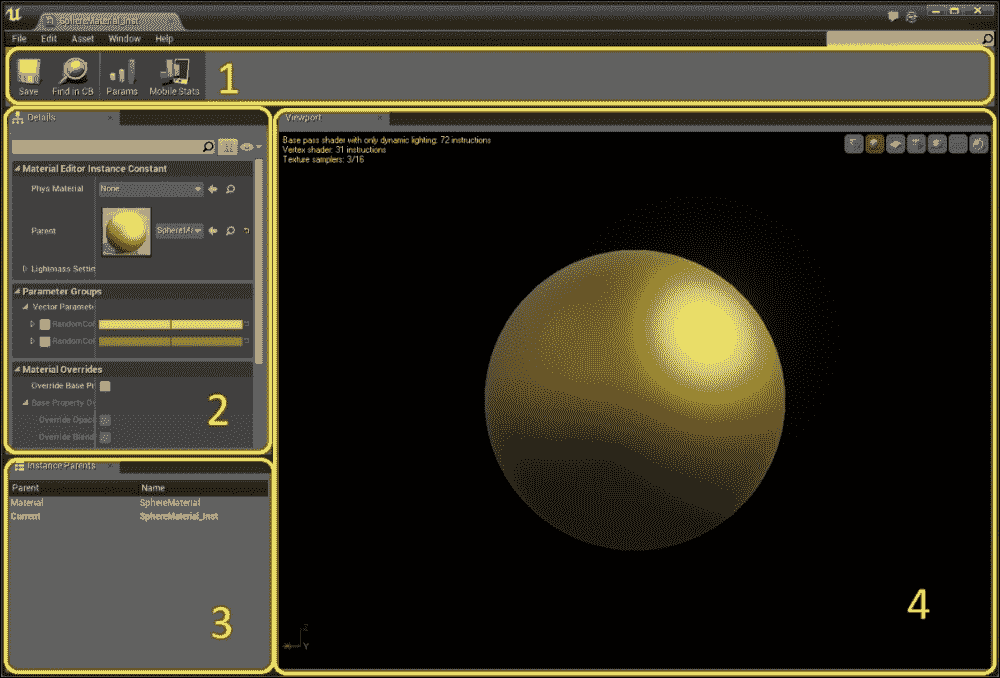 SphereMaterial_Inst
File Edit Asset Window Help
Save Find in CB Params Mobile Stats
1
Details
Material Editor Instance Constant
Phys Material None
Parent SphereMa
Lightmass Settin
Parameter Groups
Vector Paramete
RandomCol
RandomCol
Material Overrides
Override Base Pr
Base Property Ov
Override Opac
Override Blend
2
Instance Parents
Parent Name
Material SphereMaterial
Current SphereMaterial_Inst
3
Viewport
Base pass shader with only dynamic lighting: 72 instructions
Vertex shader: 31 instructions
Texture samplers: 3/16
Z
Y
4